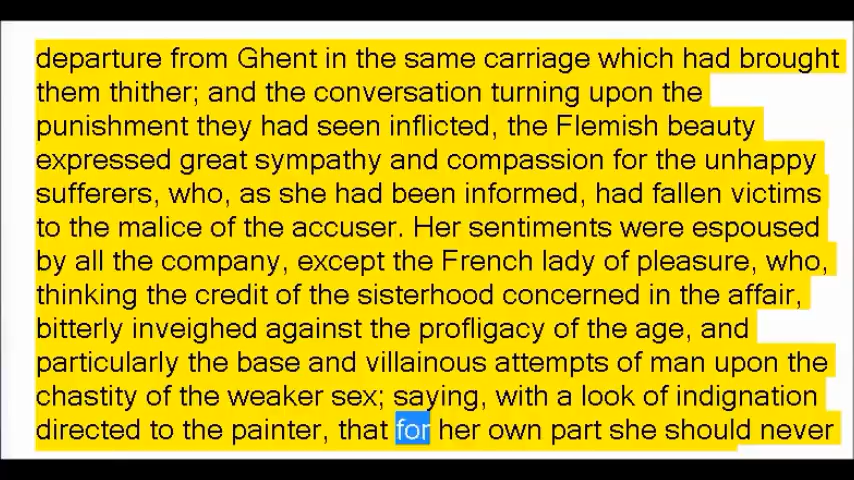 departure from Ghent in the same carriage which had brought
them thither; and the conversation turning upon the
punishment they had seen inflicted, the Flemish beauty
expressed great sympathy and compassion for the unhappy
sufferers, who, as she had been informed, had fallen victims
to the malice of the accuser. Her sentiments were espoused
by all the company, except the French lady of pleasure, who,
thinking the credit of the sisterhood concerned in the affair,
bitterly inveighed against the profligacy of the age, and
particularly the base and villainous attempts of man upon the
chastity of the weaker sex; saying, with a look of indignation
directed to the painter, that for her own part she should never